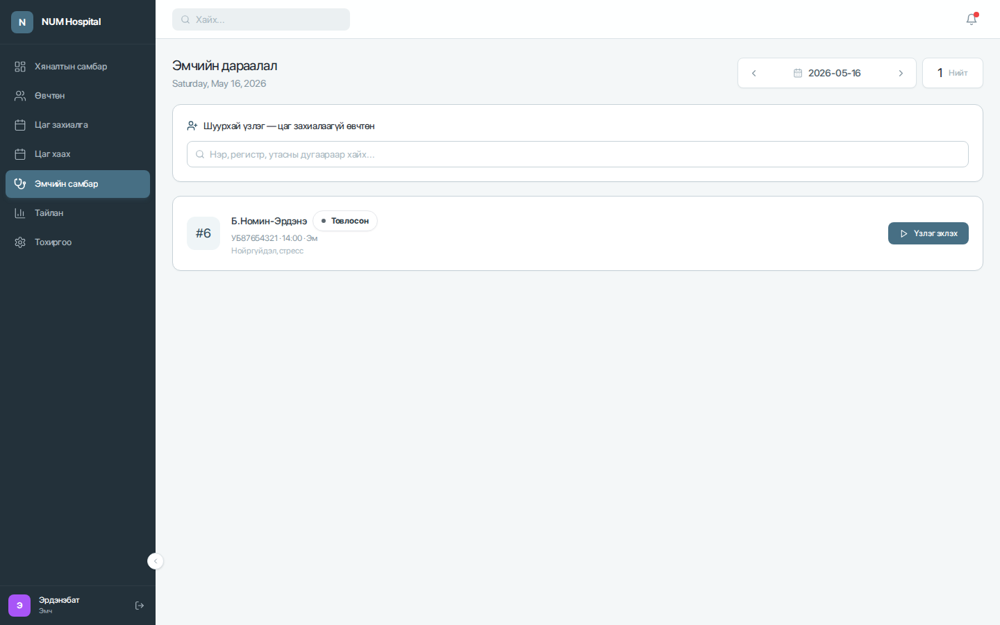 N NUM Hospital
Хяналтын самбар
Өвчтөн
Цаг захиалга
Цаг хаах
Эмчийн самбар
Тайлан
Тохиргоо
Э Эрдэнэбат
Эмч
Хайх...
Эмчийн дараалал
Saturday, May 16, 2026
2026-05-16
1 Нийт
Шуурхай үзлэг — цаг захиалаагүй өвчтөн
Нэр, регистр, утасны дугаараар хайх...
#6
Б.Номин-Эрдэнэ Товлосон
УБ87654321 · 14:00 · Эм
Нойргүйдэл, стресс
Үзлэг эхлэх